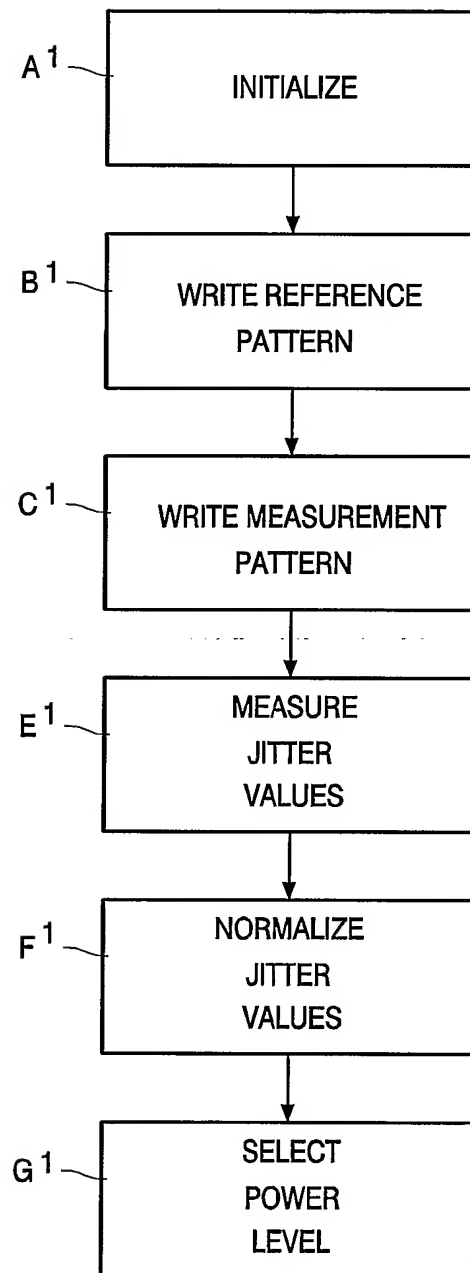 A¹
INITIALIZE
B¹
WRITE REFERENCE
PATTERN
C¹
WRITE MEASUREMENT
PATTERN
E¹
MEASURE
JITTER
VALUES
F¹
NORMALIZE
JITTER
VALUES
G¹
SELECT
POWER
LEVEL